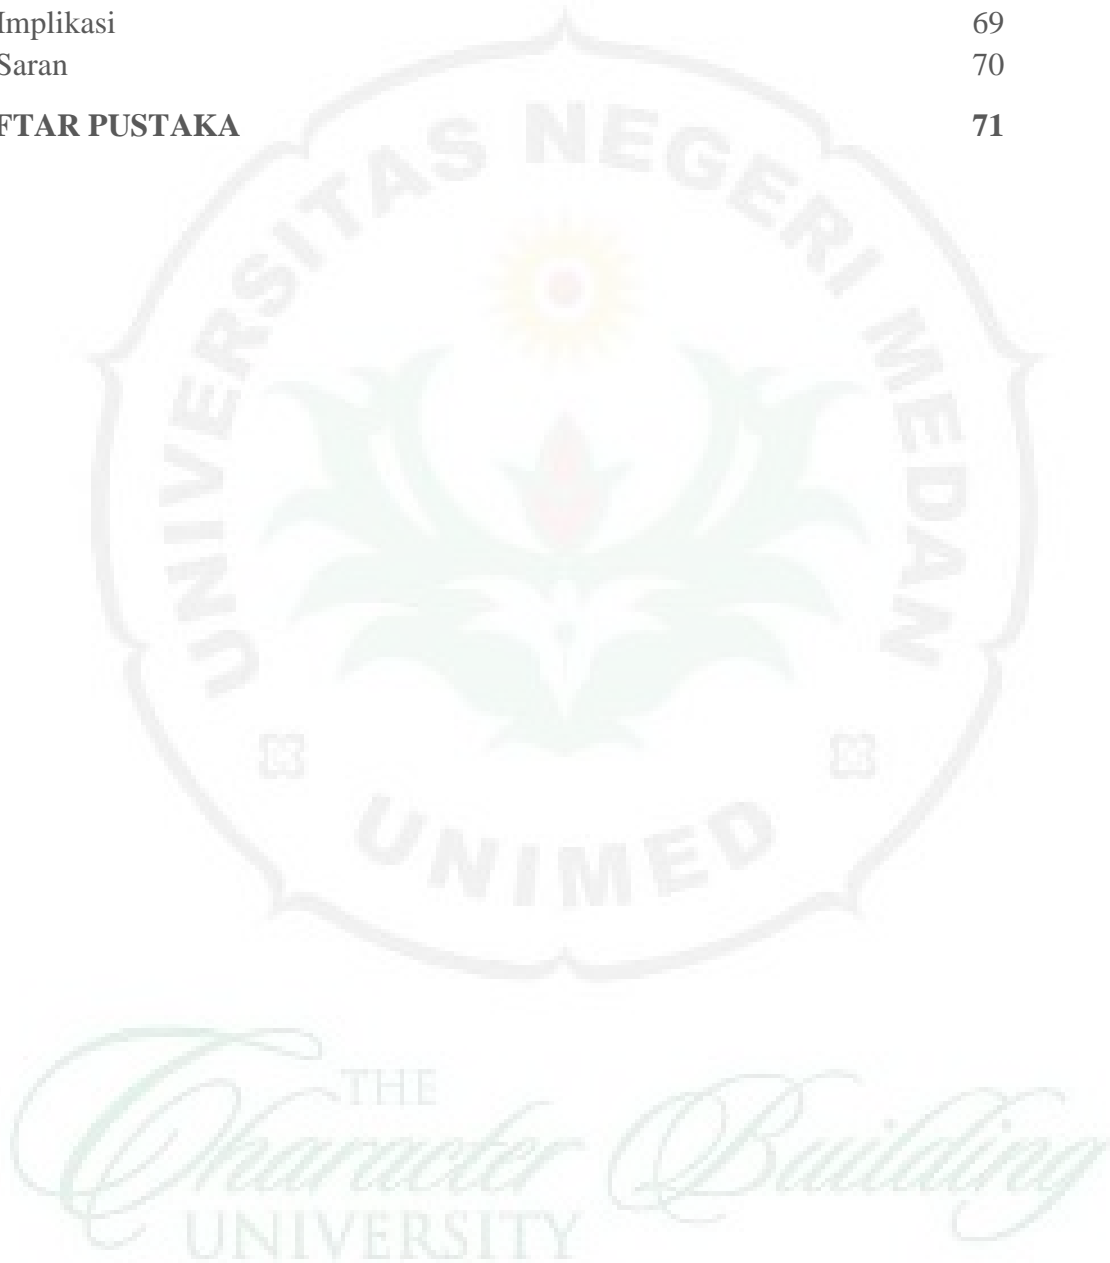 Implikasi 69
Saran 70
FTAR PUSTAKA 71
UNIVERSITAS NEGERI MEDAN
UNIMED
THE
Character Building
UNIVERSITY